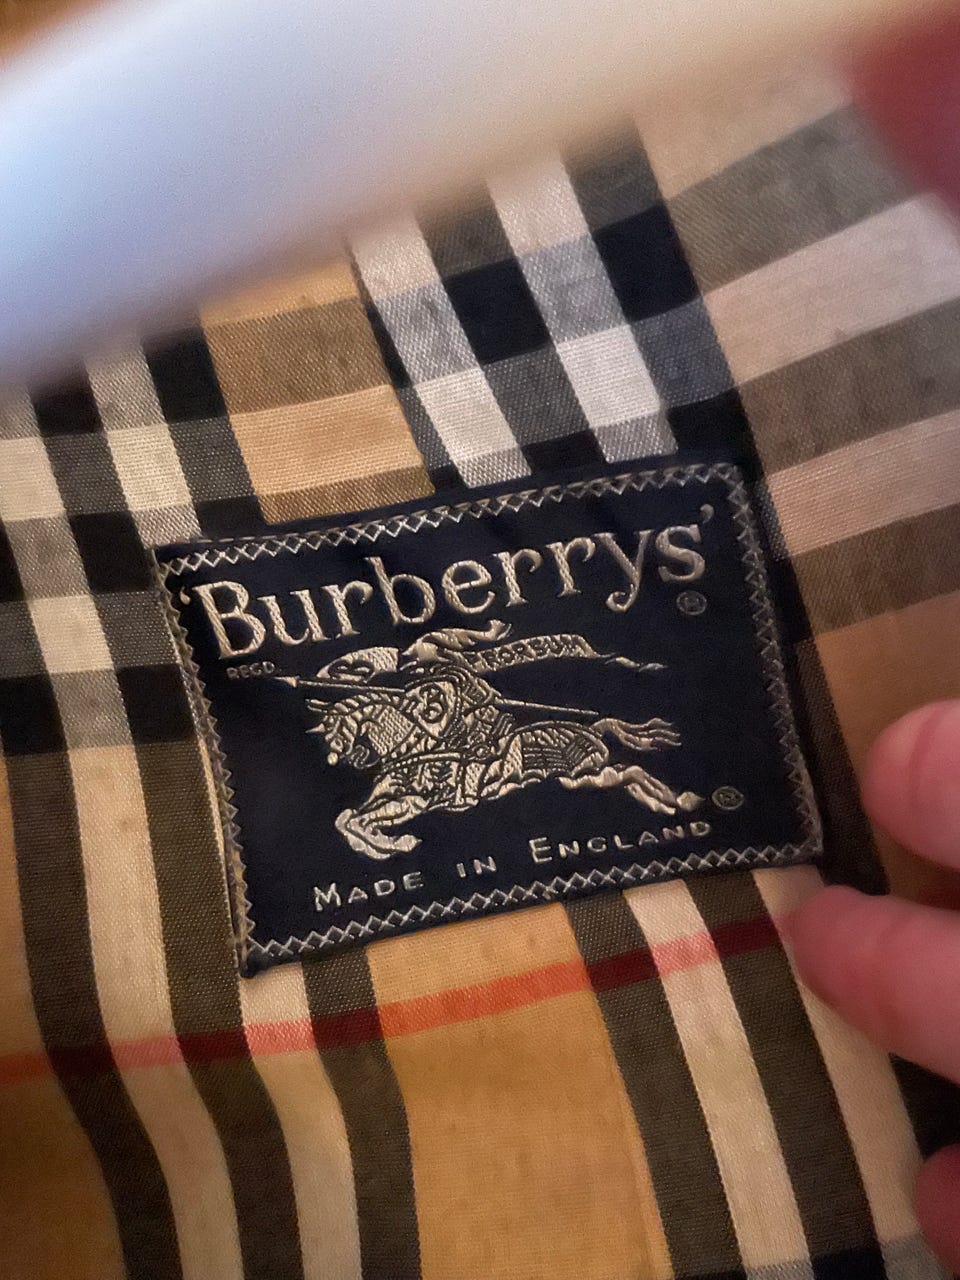 'Burberrys'
®
REGD.
PRORSUM
®
MADE IN ENGLAND